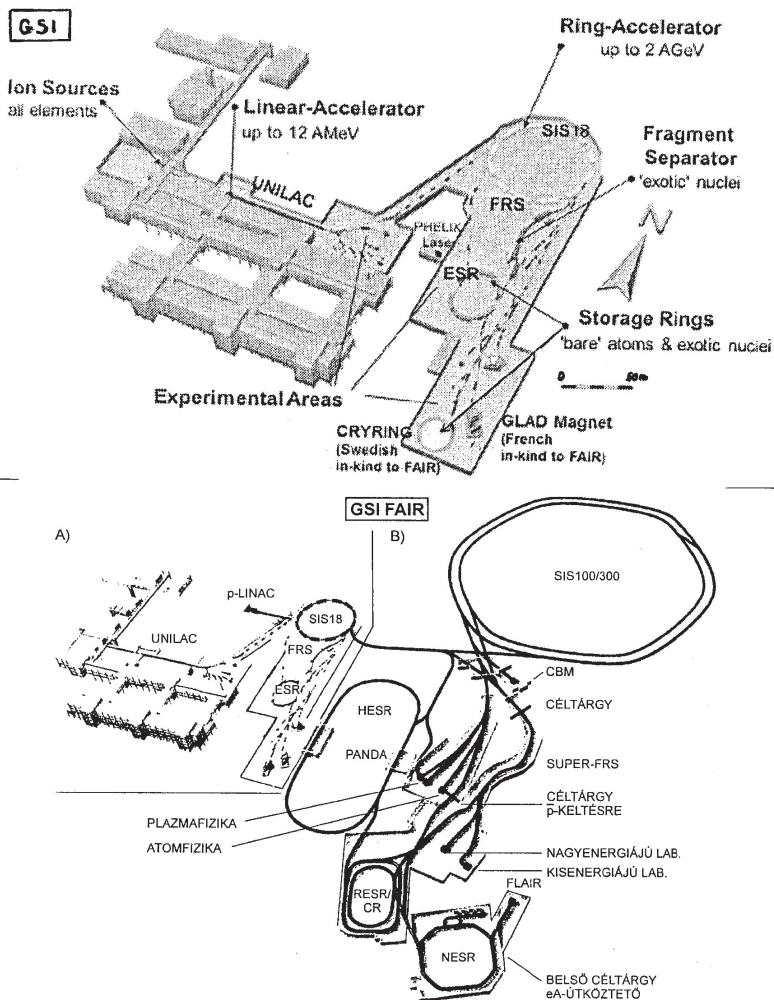 GSI
Ring-Accelerator
up to 2 AGeV
Ion Sources
all elements
Linear-Accelerator
up to 12 AMeV
SIS18
Fragment
Separator
'exotic' nuclei
UNILAC
FRS
N
PHELIX
Laser
ESR
Storage Rings
'bare' atoms & exotic nuclei
0 50m
Experimental Areas
CRYRING
(Swedish
in-kind to FAIR)
GLAD Magnet
(French
in-kind to FAIR)
GSI FAIR
A)
B)
SIS100/300
p-LINAC
SIS18
UNILAC
FRS
CBM
ESR
CÉLTÁRGY
HESR
PANDA
SUPER-FRS
CÉLTÁRGY
p̄-KELTÉSRE
PLAZMAFIZIKA
ATOMFIZIKA
NAGYENERGIÁJÚ LAB.
KISENERGIÁJÚ LAB.
FLAIR
RESR/
CR
NESR
BELSŐ CÉLTÁRGY
eA-ÜTKÖZTETŐ